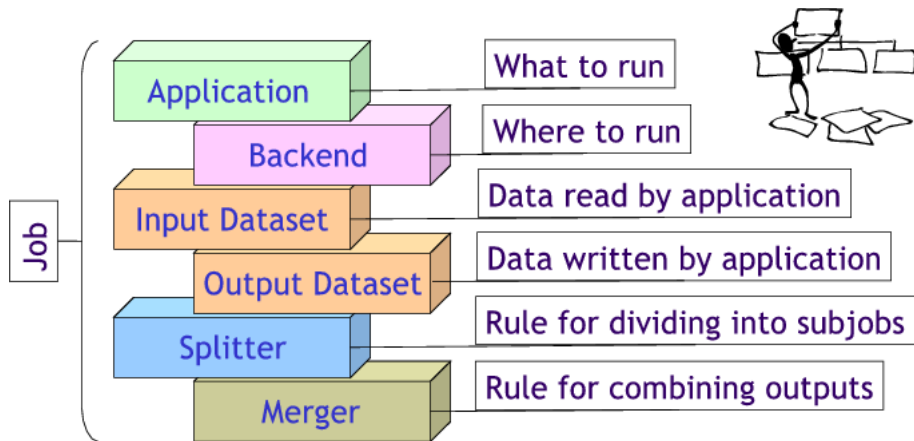 Job
Application
What to run
Backend
Where to run
Input Dataset
Data read by application
Output Dataset
Data written by application
Splitter
Rule for dividing into subjobs
Merger
Rule for combining outputs